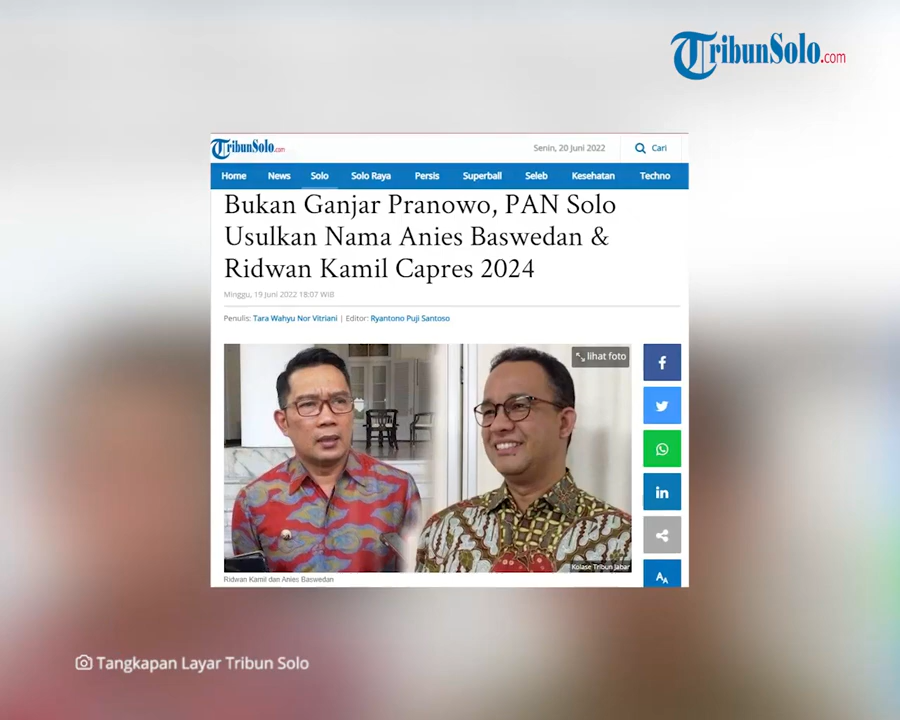 TribunSolo.com
TribunSolo.com
Senin, 20 Juni 2022
Cari
Home News Solo Solo Raya Persis Superball Seleb Kesehatan Techno
Bukan Ganjar Pranowo, PAN Solo
Usulkan Nama Anies Baswedan &
Ridwan Kamil Capres 2024
Minggu, 19 Juni 2022 18:07 WIB
Penulis: Tara Wahyu Nor Vitriani | Editor: Ryantono Puji Santoso
lihat foto
Kolase Tribun Jabar
AA
Ridwan Kamil dan Anies Baswedan
Tangkapan Layar Tribun Solo